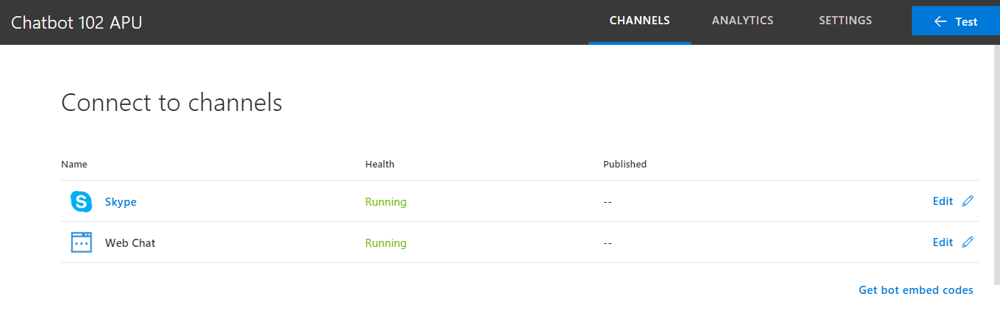 Chatbot 102 APU
CHANNELS ANALYTICS SETTINGS Test
Connect to channels
Name Health Published
Skype Running -- Edit
Web Chat Running -- Edit
Get bot embed codes